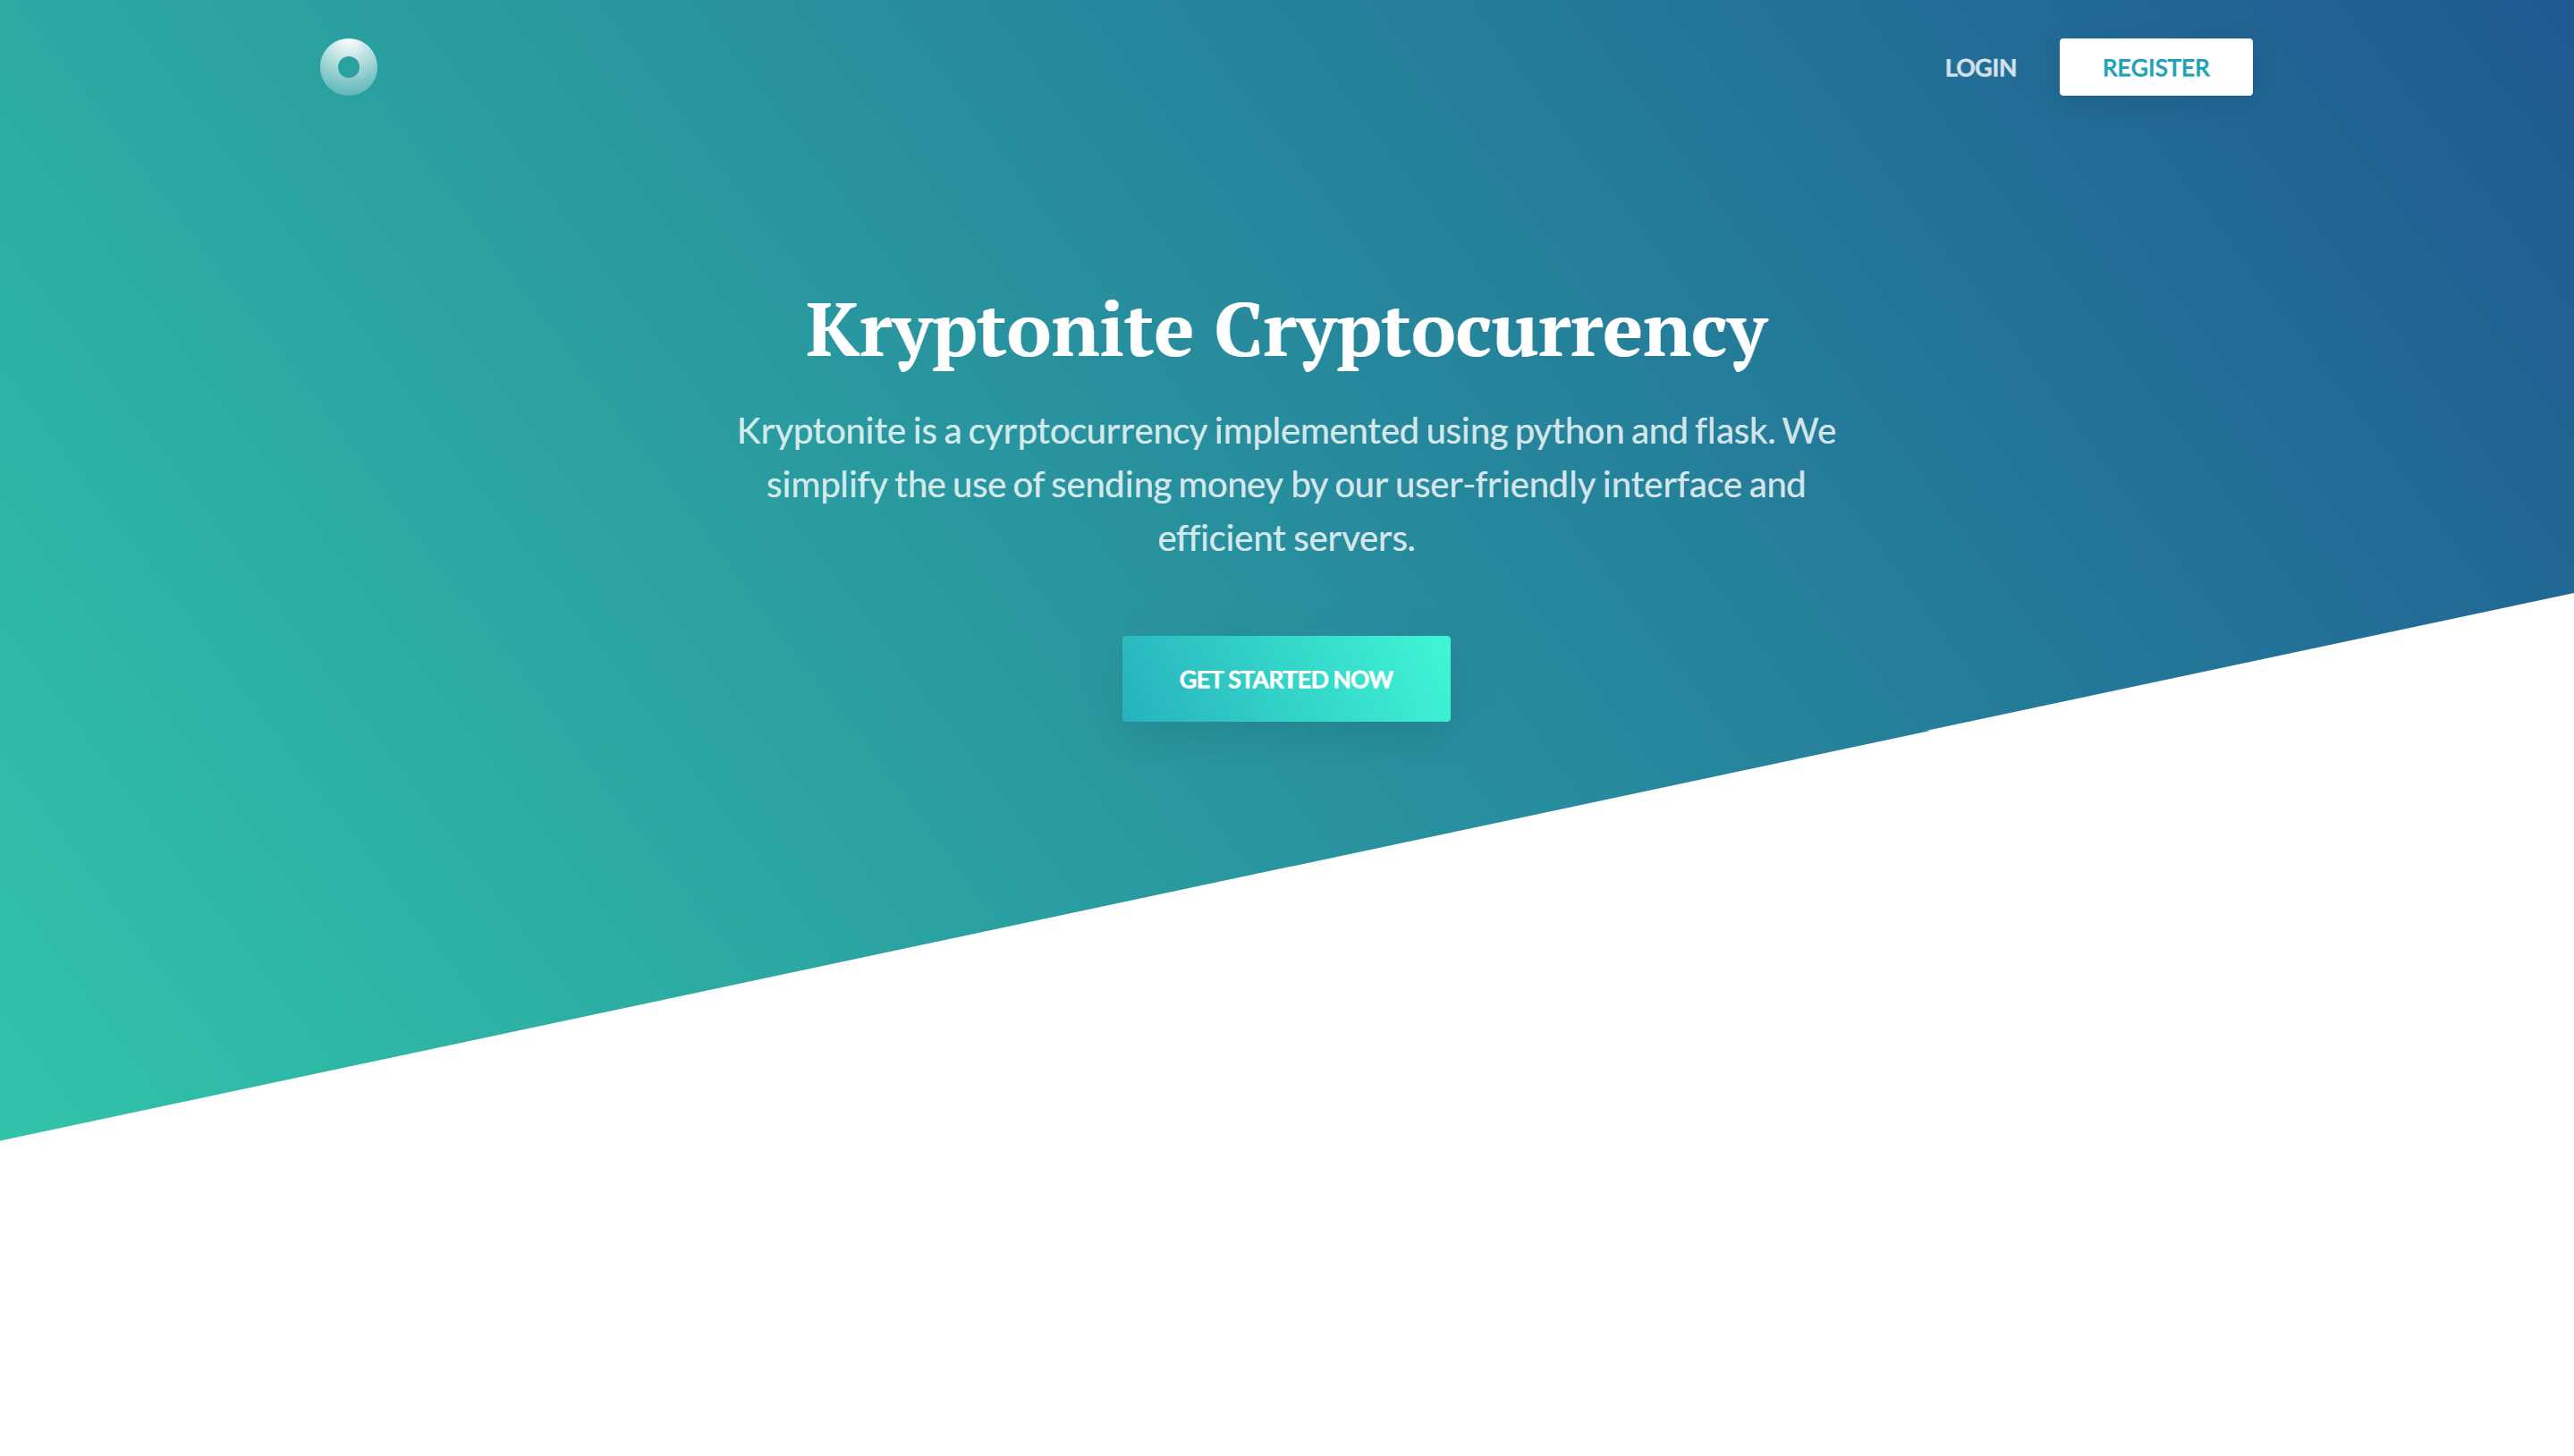 LOGIN
REGISTER
Kryptonite Cryptocurrency
Kryptonite is a cyrptocurrency implemented using python and flask. We
simplify the use of sending money by our user-friendly interface and
efficient servers.
GET STARTED NOW